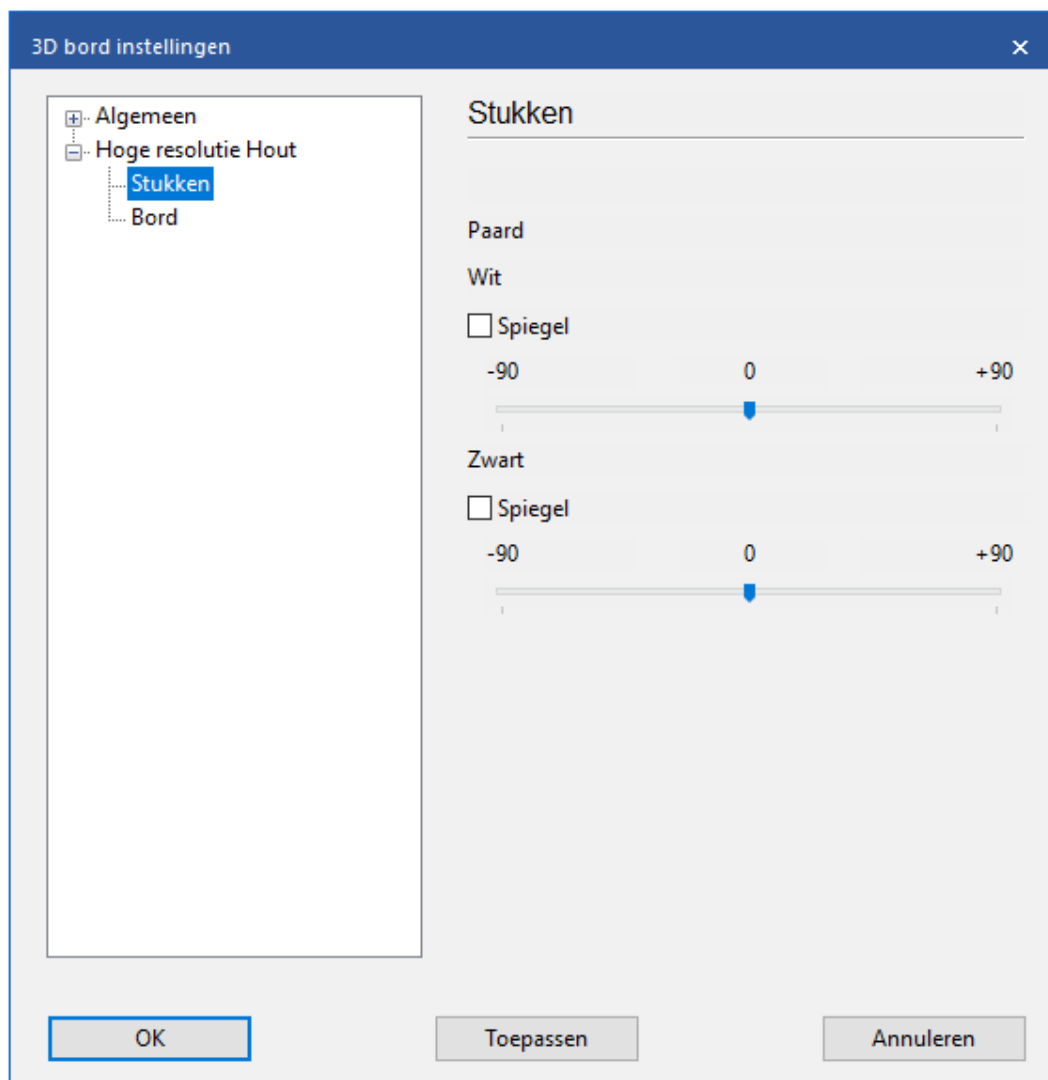 3D bord instellingen
Algemeen
Hoge resolutie Hout
Stukken
Bord
Stukken
Paard
Wit
Spiegel
-90 0 +90
Zwart
Spiegel
-90 0 +90
OK Toepassen Annuleren